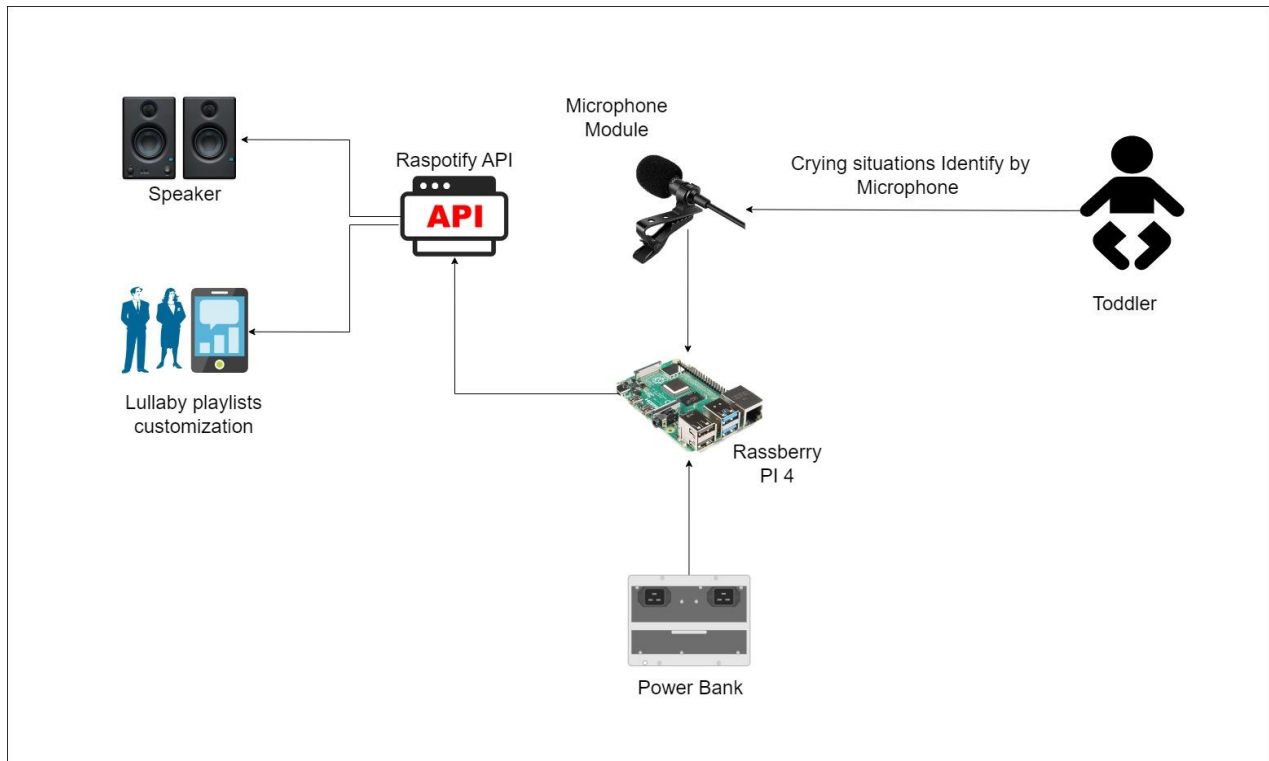 Microphone
Module
Raspotify API
API
Crying situations Identify by
Microphone
Speaker
Toddler
Lullaby playlists
customization
Rassberry
PI 4
Power Bank